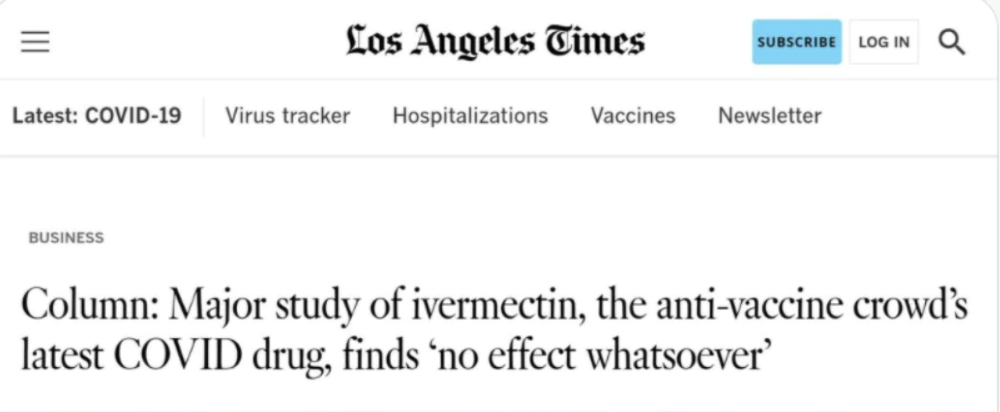 Los Angeles Times
SUBSCRIBE
LOG IN
Latest: COVID-19
Virus tracker
Hospitalizations
Vaccines
Newsletter
BUSINESS
Column: Major study of ivermectin, the anti-vaccine crowd’s
latest COVID drug, finds ‘no effect whatsoever’